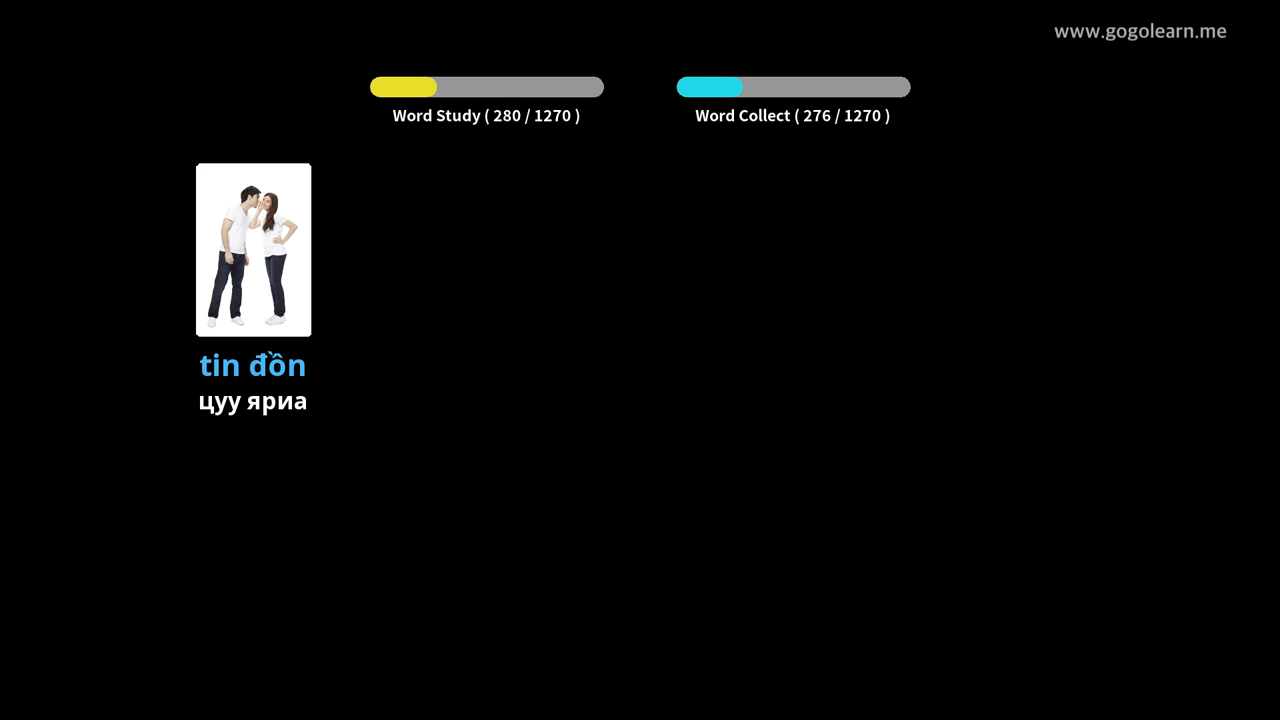 www.gogolearn.me
Word Study ( 280 / 1270 )
Word Collect ( 276 / 1270 )
tin đồn
цуу яриа